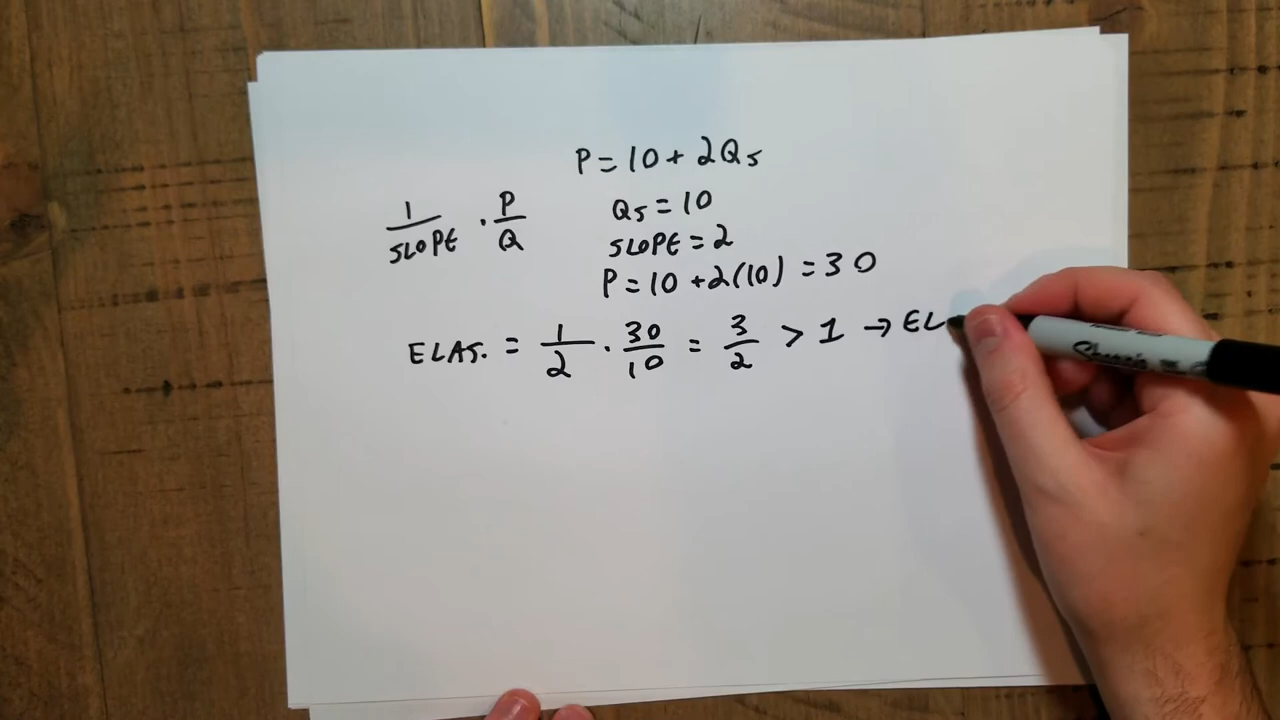 P = 10 + 2Qs
1/SLOPE · P/Q
Qs = 10
SLOPE = 2
P = 10 + 2(10) = 30
ELAS. = 1/2 · 30/10 = 3/2 > 1 → EL
Sharpie